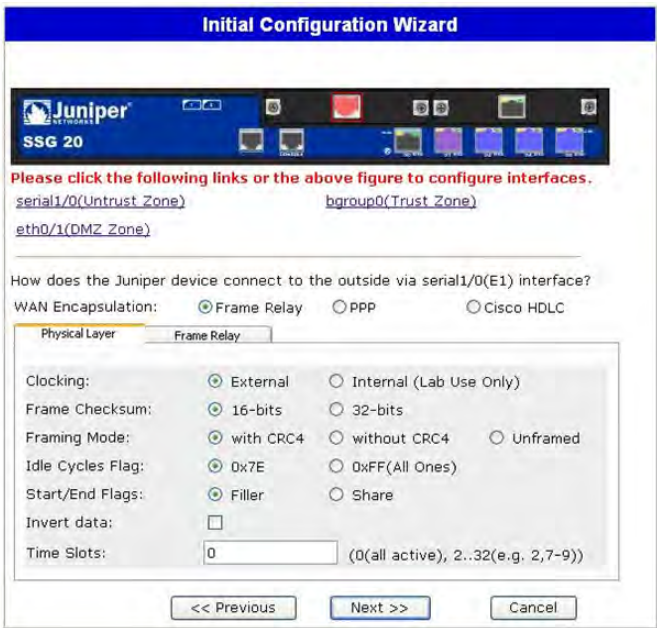 Initial Configuration Wizard
Juniper
NETWORKS
SSG 20
Please click the following links or the above figure to configure interfaces.
serial1/0(Untrust Zone) bgroup0(Trust Zone)
eth0/1(DMZ Zone)
How does the Juniper device connect to the outside via serial1/0(E1) interface?
WAN Encapsulation: Frame Relay PPP Cisco HDLC
Physical Layer Frame Relay
Clocking: External Internal (Lab Use Only)
Frame Checksum: 16-bits 32-bits
Framing Mode: with CRC4 without CRC4 Unframed
Idle Cycles Flag: 0x7E 0xFF(All Ones)
Start/End Flags: Filler Share
Invert data:
Time Slots: 0 (0(all active), 2..32(e.g. 2,7-9))
<< Previous Next >> Cancel